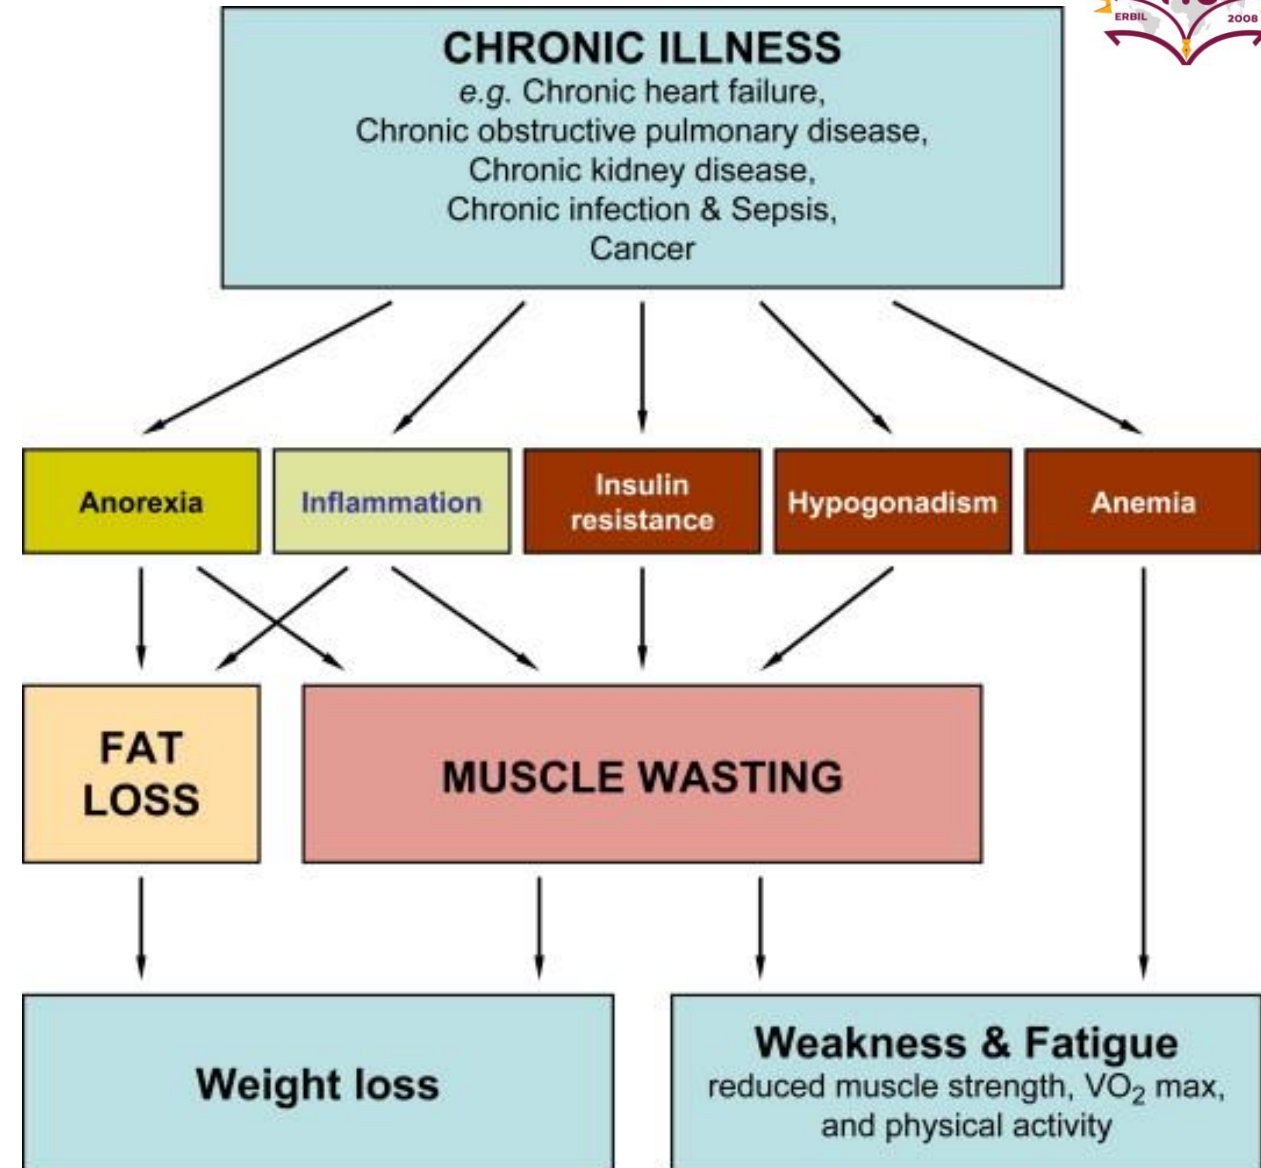 ERBIL
2008
CHRONIC ILLNESS
e.g. Chronic heart failure,
Chronic obstructive pulmonary disease,
Chronic kidney disease,
Chronic infection & Sepsis,
Cancer
Anorexia
Inflammation
Insulin
resistance
Hypogonadism
Anemia
FAT
LOSS
MUSCLE WASTING
Weight loss
Weakness & Fatigue
reduced muscle strength, VO₂ max,
and physical activity